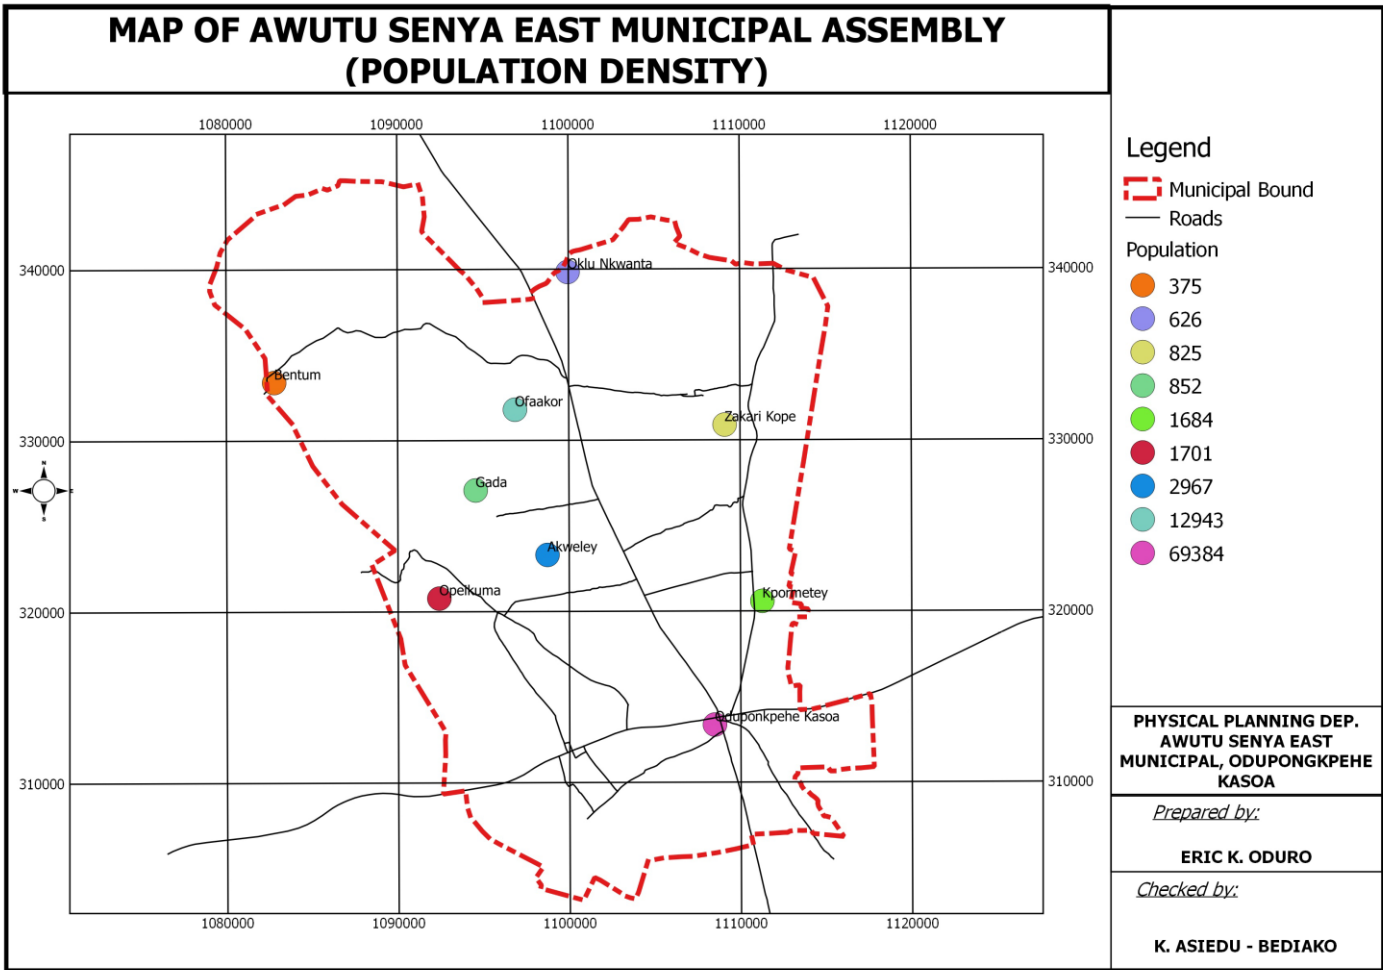 MAP OF AWUTU SENYA EAST MUNICIPAL ASSEMBLY
(POPULATION DENSITY)
1080000 1090000 1100000 1110000 1120000
340000 340000
330000 330000
320000 320000
310000 310000
1080000 1090000 1100000 1110000 1120000
Oklu Nkwanta
Bentum
Ofaakor
Zakari Kope
Gada
Akweley
Opeikuma
Kpormetey
Oduponkpehe Kasoa
N
W E
S
Legend
Municipal Bound
Roads
Population
375
626
825
852
1684
1701
2967
12943
69384
PHYSICAL PLANNING DEP.
AWUTU SENYA EAST
MUNICIPAL, ODUPONGKPEHE
KASOA
Prepared by:
ERIC K. ODURO
Checked by:
K. ASIEDU - BEDIAKO